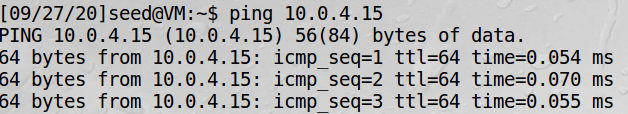 [09/27/20]seed@VM:~$ ping 10.0.4.15
PING 10.0.4.15 (10.0.4.15) 56(84) bytes of data.
64 bytes from 10.0.4.15: icmp_seq=1 ttl=64 time=0.054 ms
64 bytes from 10.0.4.15: icmp_seq=2 ttl=64 time=0.070 ms
64 bytes from 10.0.4.15: icmp_seq=3 ttl=64 time=0.055 ms